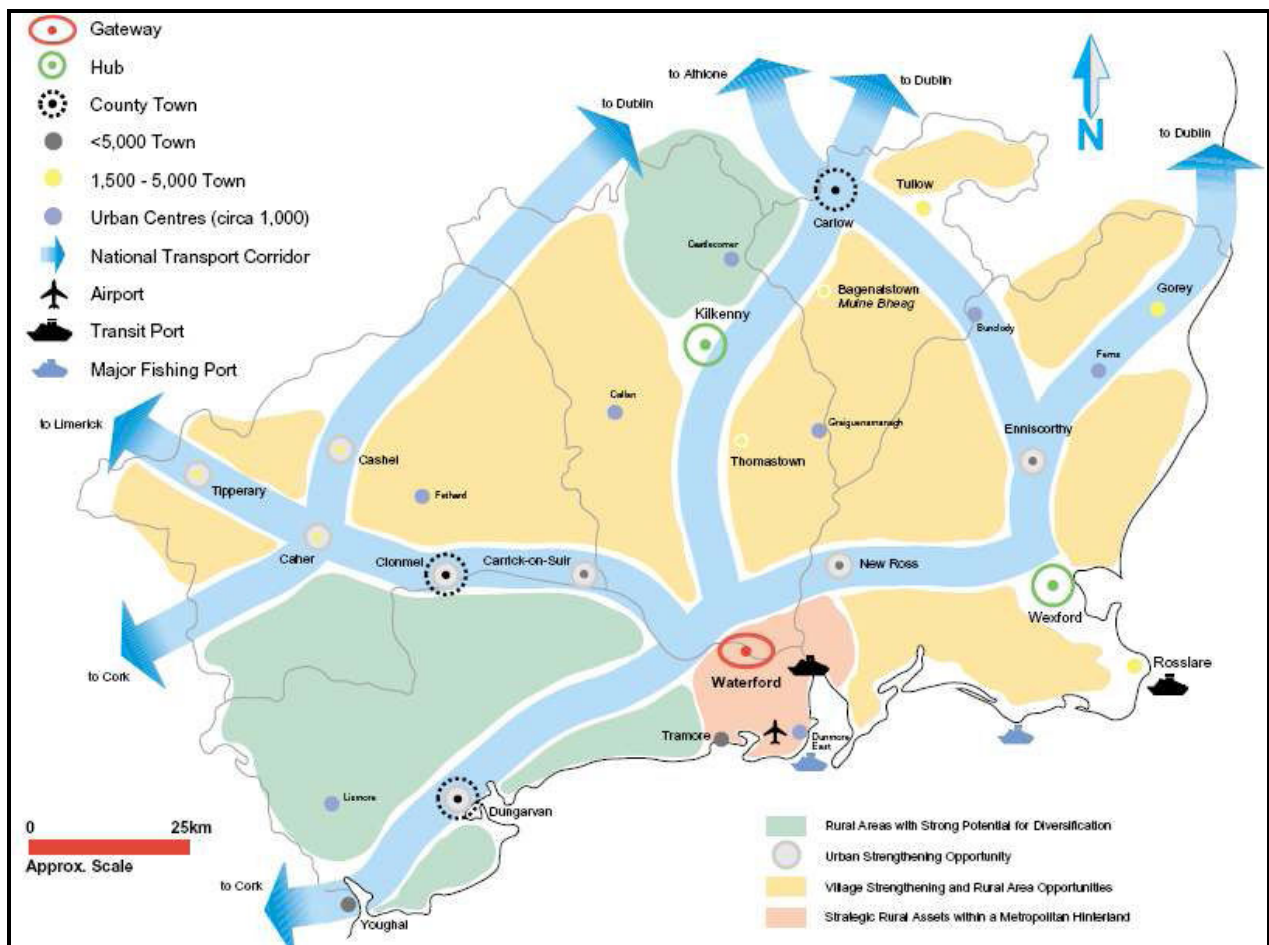 Gateway
Hub
County Town
<5,000 Town
1,500 - 5,000 Town
Urban Centres (circa 1,000)
National Transport Corridor
Airport
Transit Port
Major Fishing Port
to Athlone
to Dublin
to Dublin
N
to Dublin
Tullow
Carlow
Castlecomer
Bagenalstown
Muine Bheag
Gorey
Kilkenny
Bunclody
Ferns
Callan
Graiguenamanagh
Enniscorthy
to Limerick
Cashel
Thomastown
Tipperary
Fethard
Caher
Clonmel
Carrick-on-Suir
New Ross
Wexford
to Cork
Waterford
Rosslare
Tramore
Dunmore
East
Lismore
Dungarvan
0 25km
Approx. Scale
to Cork
Youghal
Rural Areas with Strong Potential for Diversification
Urban Strengthening Opportunity
Village Strengthening and Rural Area Opportunities
Strategic Rural Assets within a Metropolitan Hinterland